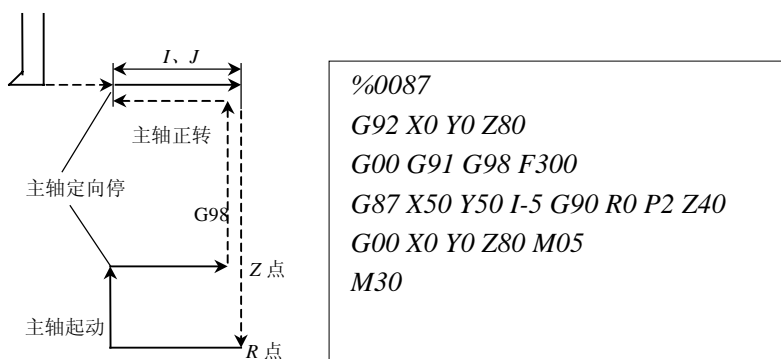 I、J
主轴正转
主轴定向停
G98
Z 点
主轴起动
R 点
%0087
G92 X0 Y0 Z80
G00 G91 G98 F300
G87 X50 Y50 I-5 G90 R0 P2 Z40
G00 X0 Y0 Z80 M05
M30